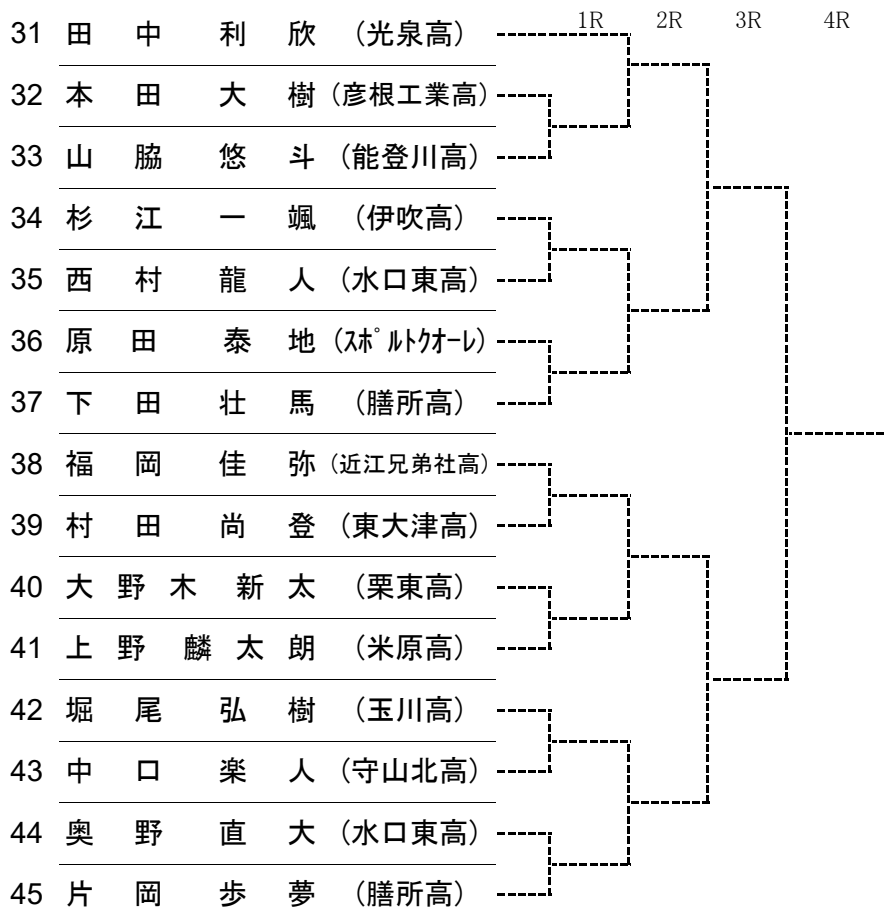 1R 2R 3R 4R
31 田中 利欣 (光泉高)
32 本田 大樹 (彦根工業高)
33 山脇 悠斗 (能登川高)
34 杉江 一颯 (伊吹高)
35 西村 龍人 (水口東高)
36 原田 泰地 (ｽﾎﾟﾙﾄｸｵｰﾚ)
37 下田 壮馬 (膳所高)
38 福岡 佳弥 (近江兄弟社高)
39 村田 尚登 (東大津高)
40 大野木 新太 (栗東高)
41 上野 麟太朗 (米原高)
42 堀尾 弘樹 (玉川高)
43 中口 楽人 (守山北高)
44 奥野 直大 (水口東高)
45 片岡 歩夢 (膳所高)